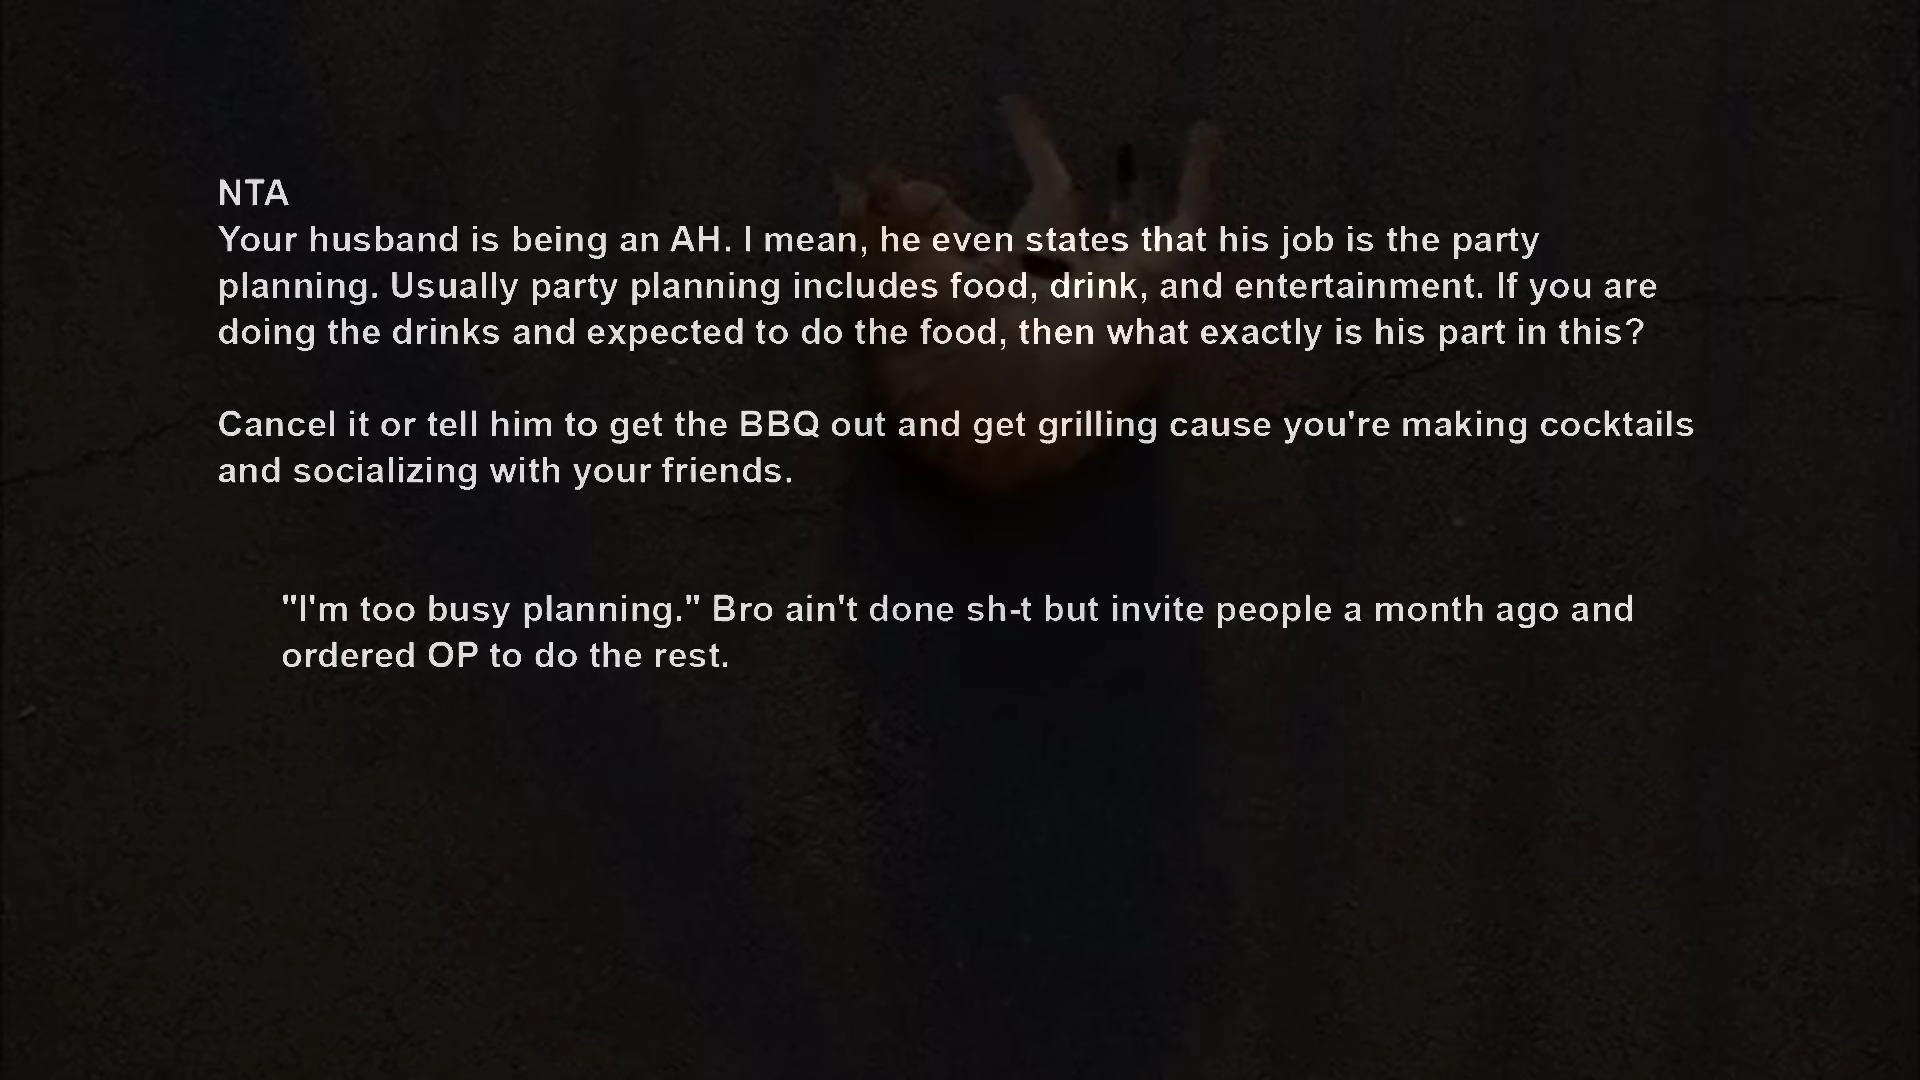 NTA
Your husband is being an AH. I mean, he even states that his job is the party
planning. Usually party planning includes food, drink, and entertainment. If you are
doing the drinks and expected to do the food, then what exactly is his part in this?
Cancel it or tell him to get the BBQ out and get grilling cause you're making cocktails
and socializing with your friends.
"I'm too busy planning." Bro ain't done sh-t but invite people a month ago and
ordered OP to do the rest.